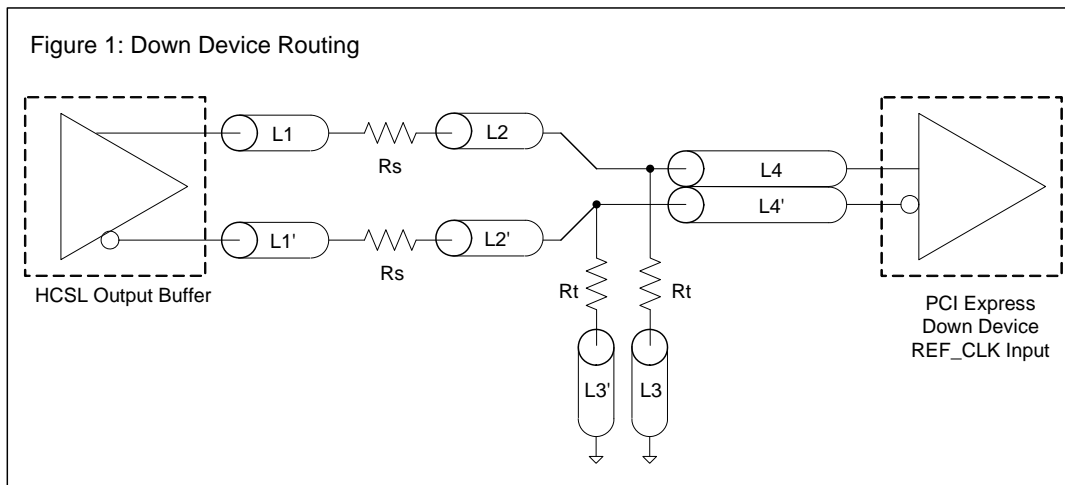 Figure 1: Down Device Routing
L1
Rs
L2
L4
L4'
L1'
Rs
L2'
HCSL Output Buffer
Rt
Rt
L3'
L3
PCI Express
Down Device
REF_CLK Input